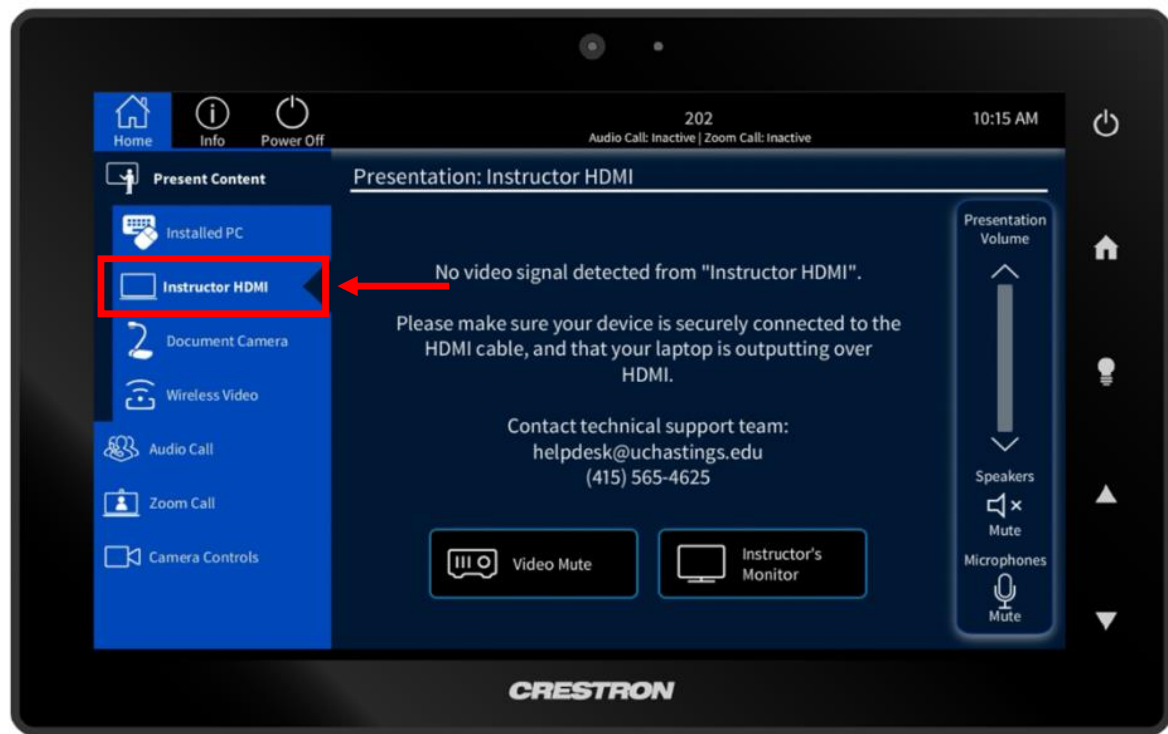 Home
Info
Power Off
202
Audio Call: Inactive | Zoom Call: Inactive
10:15 AM
Present Content
Installed PC
Instructor HDMI
Document Camera
Wireless Video
Audio Call
Zoom Call
Camera Controls
Presentation: Instructor HDMI
No video signal detected from "Instructor HDMI".
Please make sure your device is securely connected to the
HDMI cable, and that your laptop is outputting over
HDMI.
Contact technical support team:
helpdesk@uchastings.edu
(415) 565-4625
Video Mute
Instructor's
Monitor
Presentation
Volume
Speakers
Mute
Microphones
Mute
CRESTRON